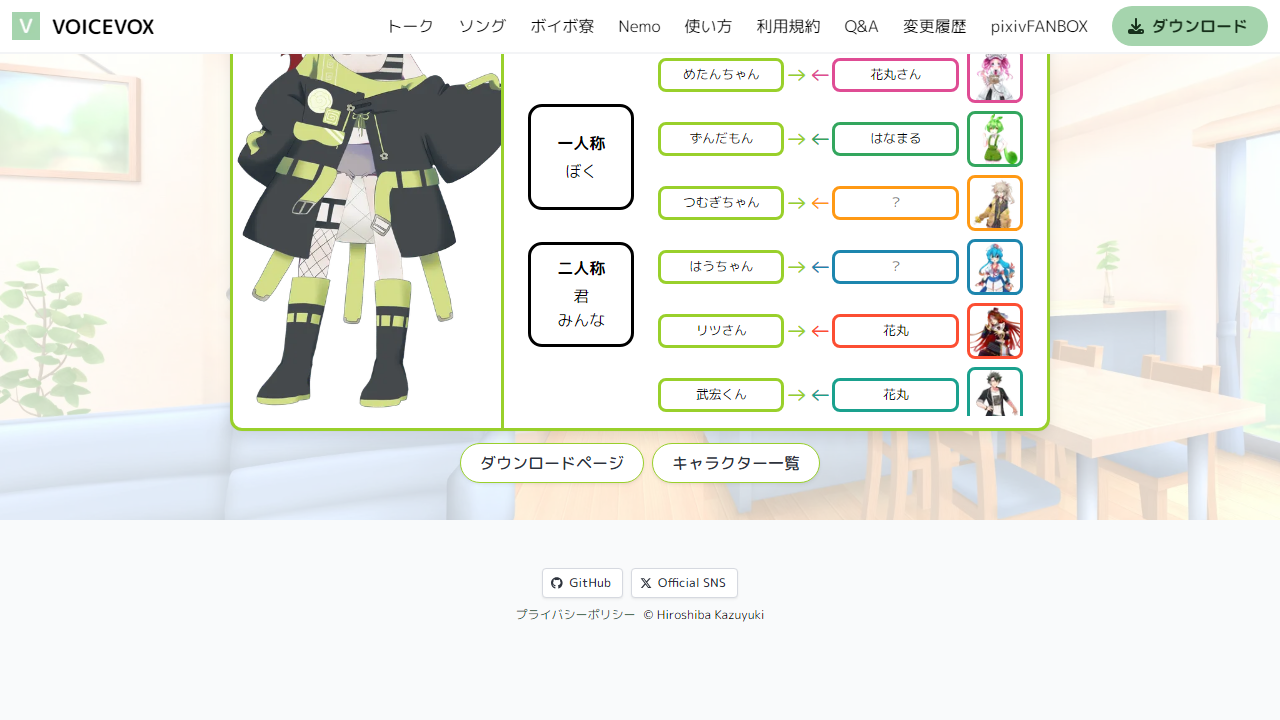 V VOICEVOX トーク ソング ボイボ寮 Nemo 使い方 利用規約 Q&A 変更履歴 pixivFANBOX ダウンロード
めたんちゃん → ← 花丸さん
一人称
ぼく
ずんだもん → ← はなまる
つむぎちゃん → ← ?
二人称
君
みんな
はうちゃん → ← ?
リツさん → ← 花丸
武宏くん → ← 花丸
ダウンロードページ キャラクター一覧
GitHub Official SNS
プライバシーポリシー © Hiroshiba Kazuyuki